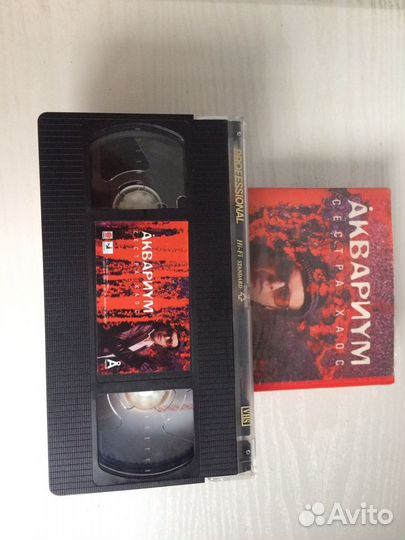 АКВАРИУМ
СЕСТРА ХАОС
PROFESSIONAL
Hi-Fi STANDARD
VHS
АКВАРИУМ
СЕСТРА ХАОС
Avito